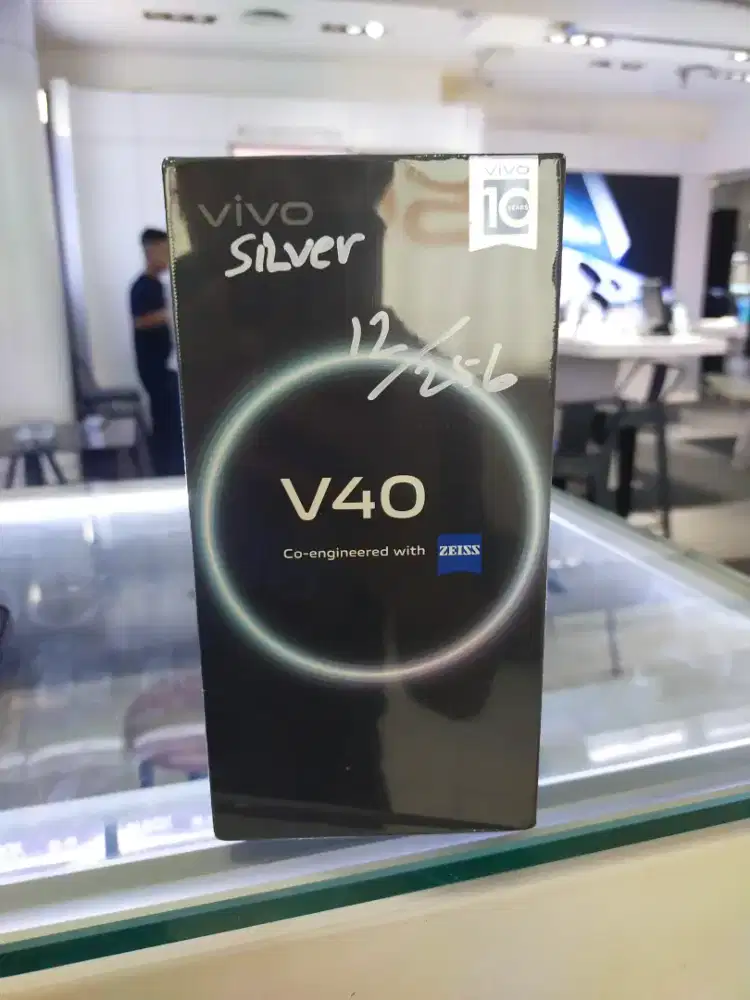 vivo
vivo
10
YEARS
SILver
12/256
V40
Co-engineered with ZEISS